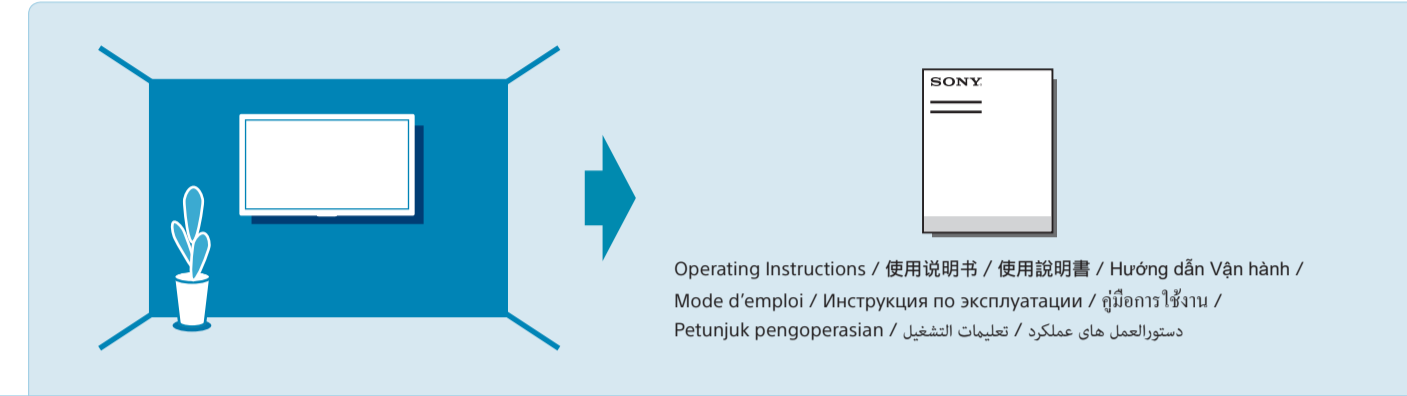 SONY
Operating Instructions / 使用说明书 / 使用說明書 / Hướng dẫn Vận hành /
Mode d’emploi / Инструкция по эксплуатации / คู่มือการใช้งาน /
Petunjuk pengoperasian / دستورالعمل های عملکرد / تعليمات التشغيل